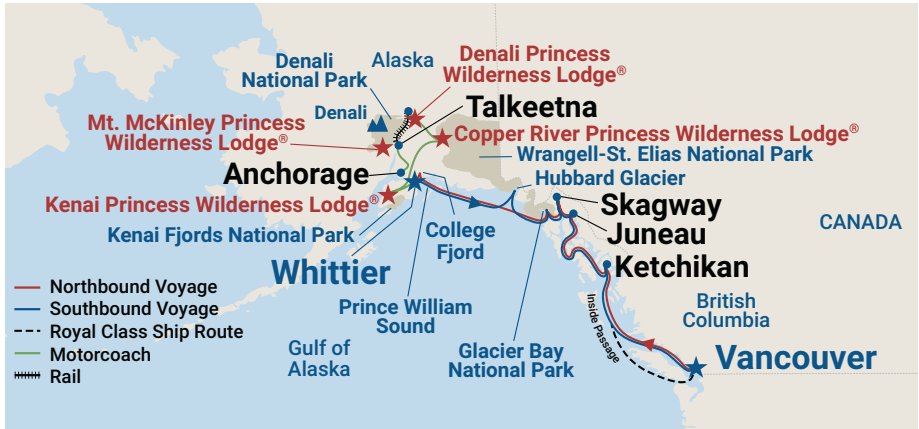 Denali
National Park
Alaska
Denali Princess
Wilderness Lodge®
Denali
Talkeetna
Mt. McKinley Princess
Wilderness Lodge®
Copper River Princess Wilderness Lodge®
Wrangell-St. Elias National Park
Anchorage
Hubbard Glacier
Kenai Princess Wilderness Lodge®
Skagway
Juneau
CANADA
Kenai Fjords National Park
College
Fjord
Whittier
Ketchikan
Northbound Voyage
Southbound Voyage
Royal Class Ship Route
Motorcoach
Rail
Prince William
Sound
Inside Passage
British
Columbia
Gulf of
Alaska
Glacier Bay
National Park
Vancouver